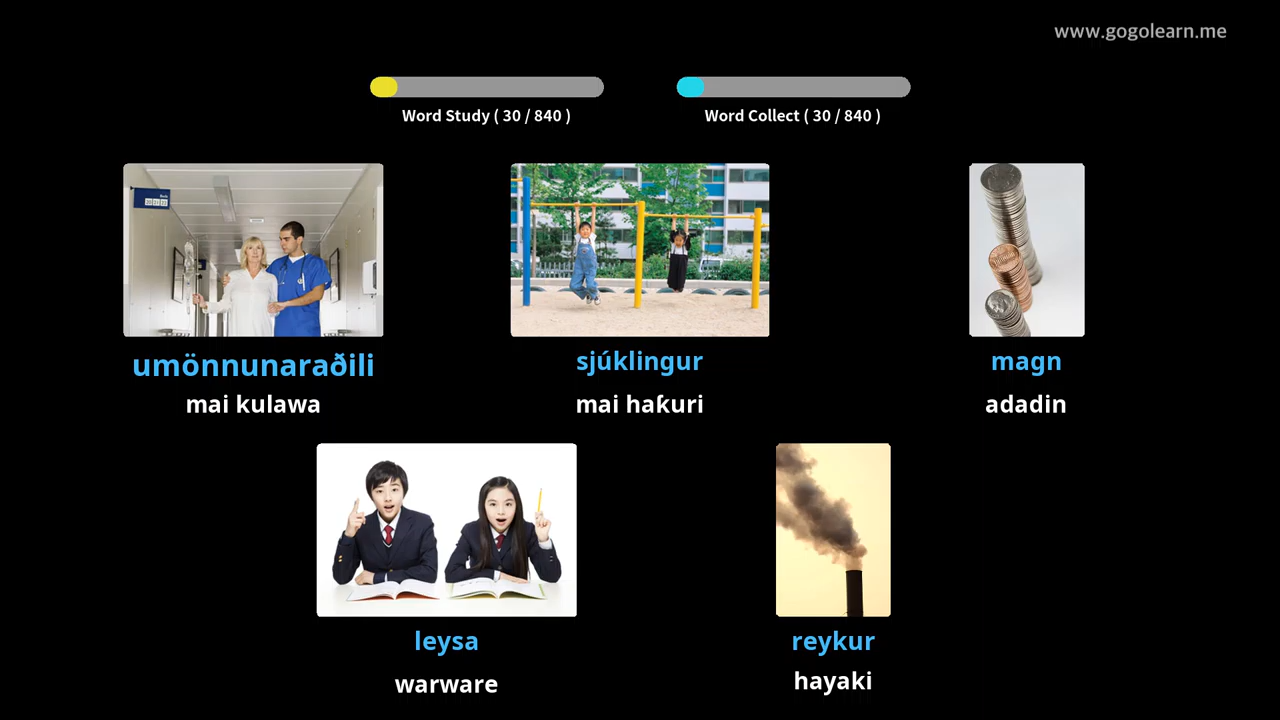 www.gogolearn.me
Word Study ( 30 / 840 )
Word Collect ( 30 / 840 )
umönnunaraðili
sjúklingur
magn
mai kulawa
mai haƙuri
adadin
leysa
reykur
warware
hayaki